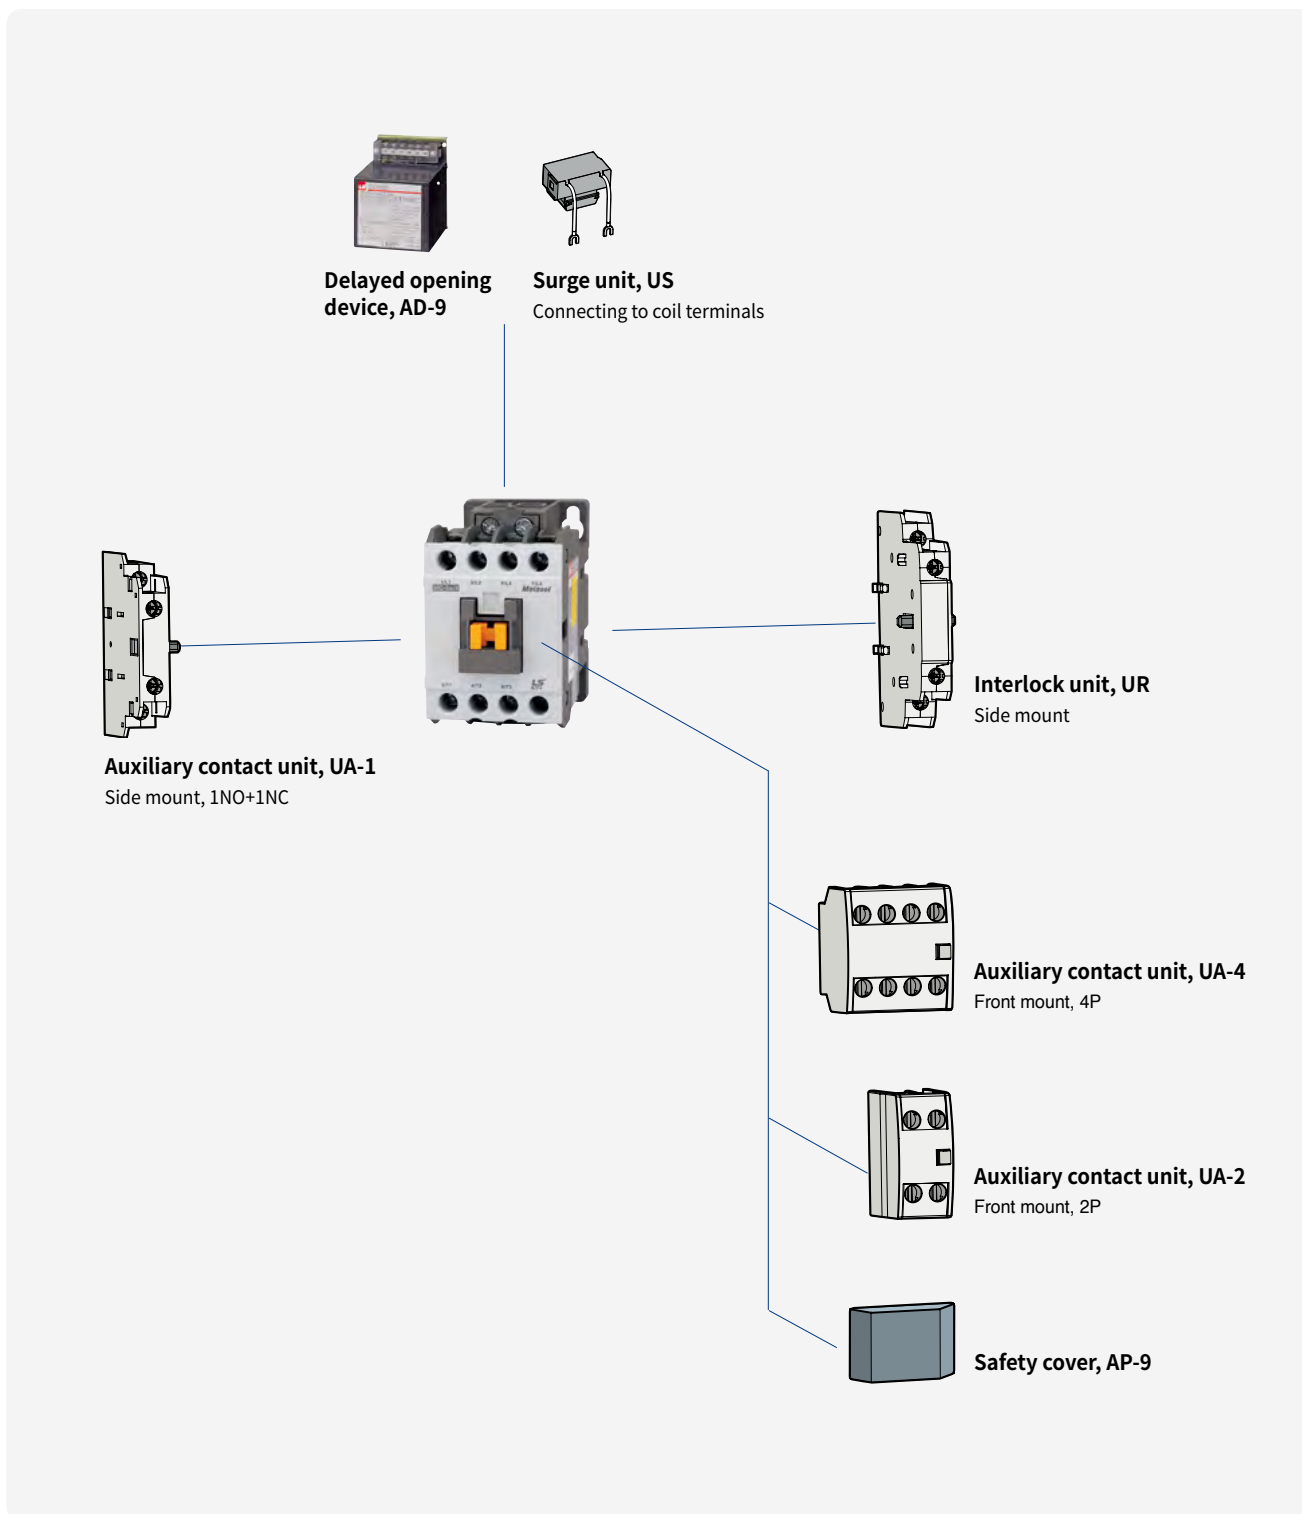 Delayed opening
device, AD-9
Surge unit, US
Connecting to coil terminals
Metasol
LS
Interlock unit, UR
Side mount
Auxiliary contact unit, UA-1
Side mount, 1NO+1NC
Auxiliary contact unit, UA-4
Front mount, 4P
Auxiliary contact unit, UA-2
Front mount, 2P
Safety cover, AP-9